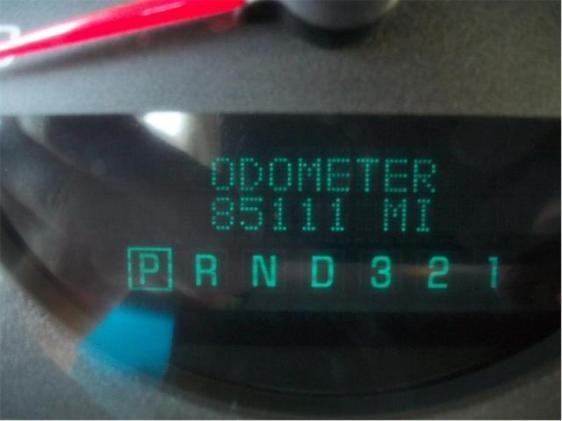 ODOMETER
85111 MI
P R N D 3 2 1